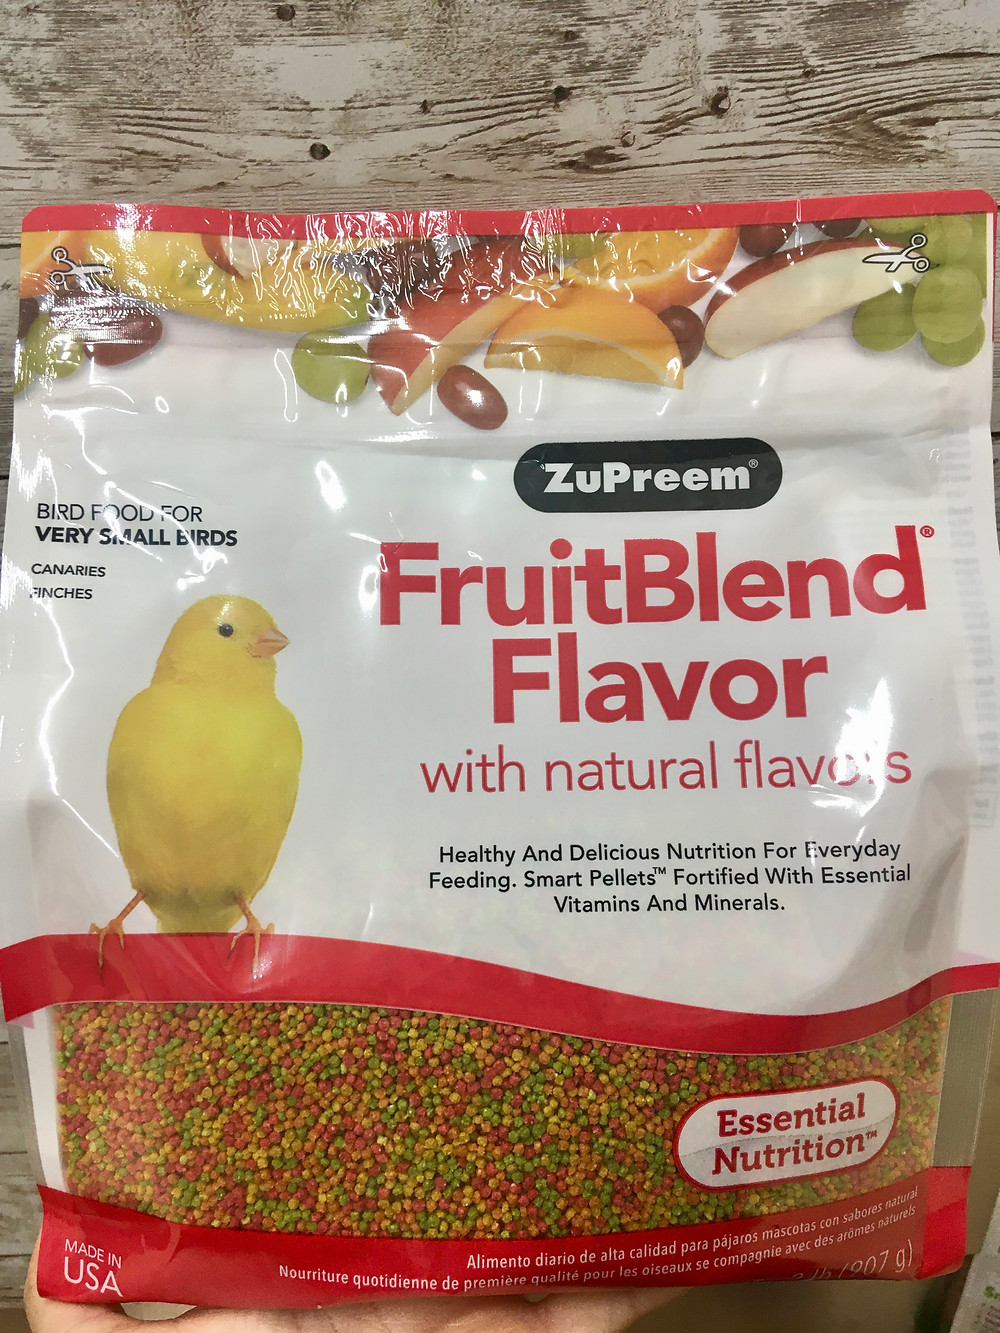 ZuPreem®
BIRD FOOD FOR
VERY SMALL BIRDS
CANARIES
FINCHES
FruitBlend®
Flavor
with natural flavors
Healthy And Delicious Nutrition For Everyday
Feeding. Smart Pellets™ Fortified With Essential
Vitamins And Minerals.
Essential
Nutrition™
MADE IN
USA
Alimento diario de alta calidad para pájaros mascotas con sabores natural
Nourriture quotidienne de première qualité pour les oiseaux se compagnie avec des arômes naturels
2 lb (907 g)